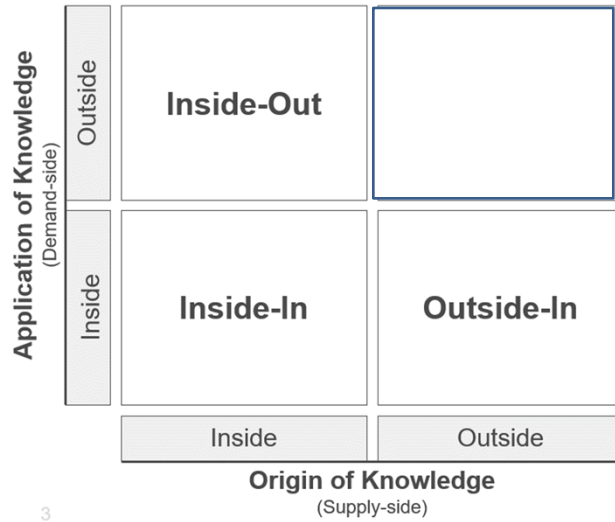 Application of Knowledge
(Demand-side)
Outside
Inside-Out
Inside
Inside-In
Outside-In
Inside
Outside
Origin of Knowledge
(Supply-side)
3